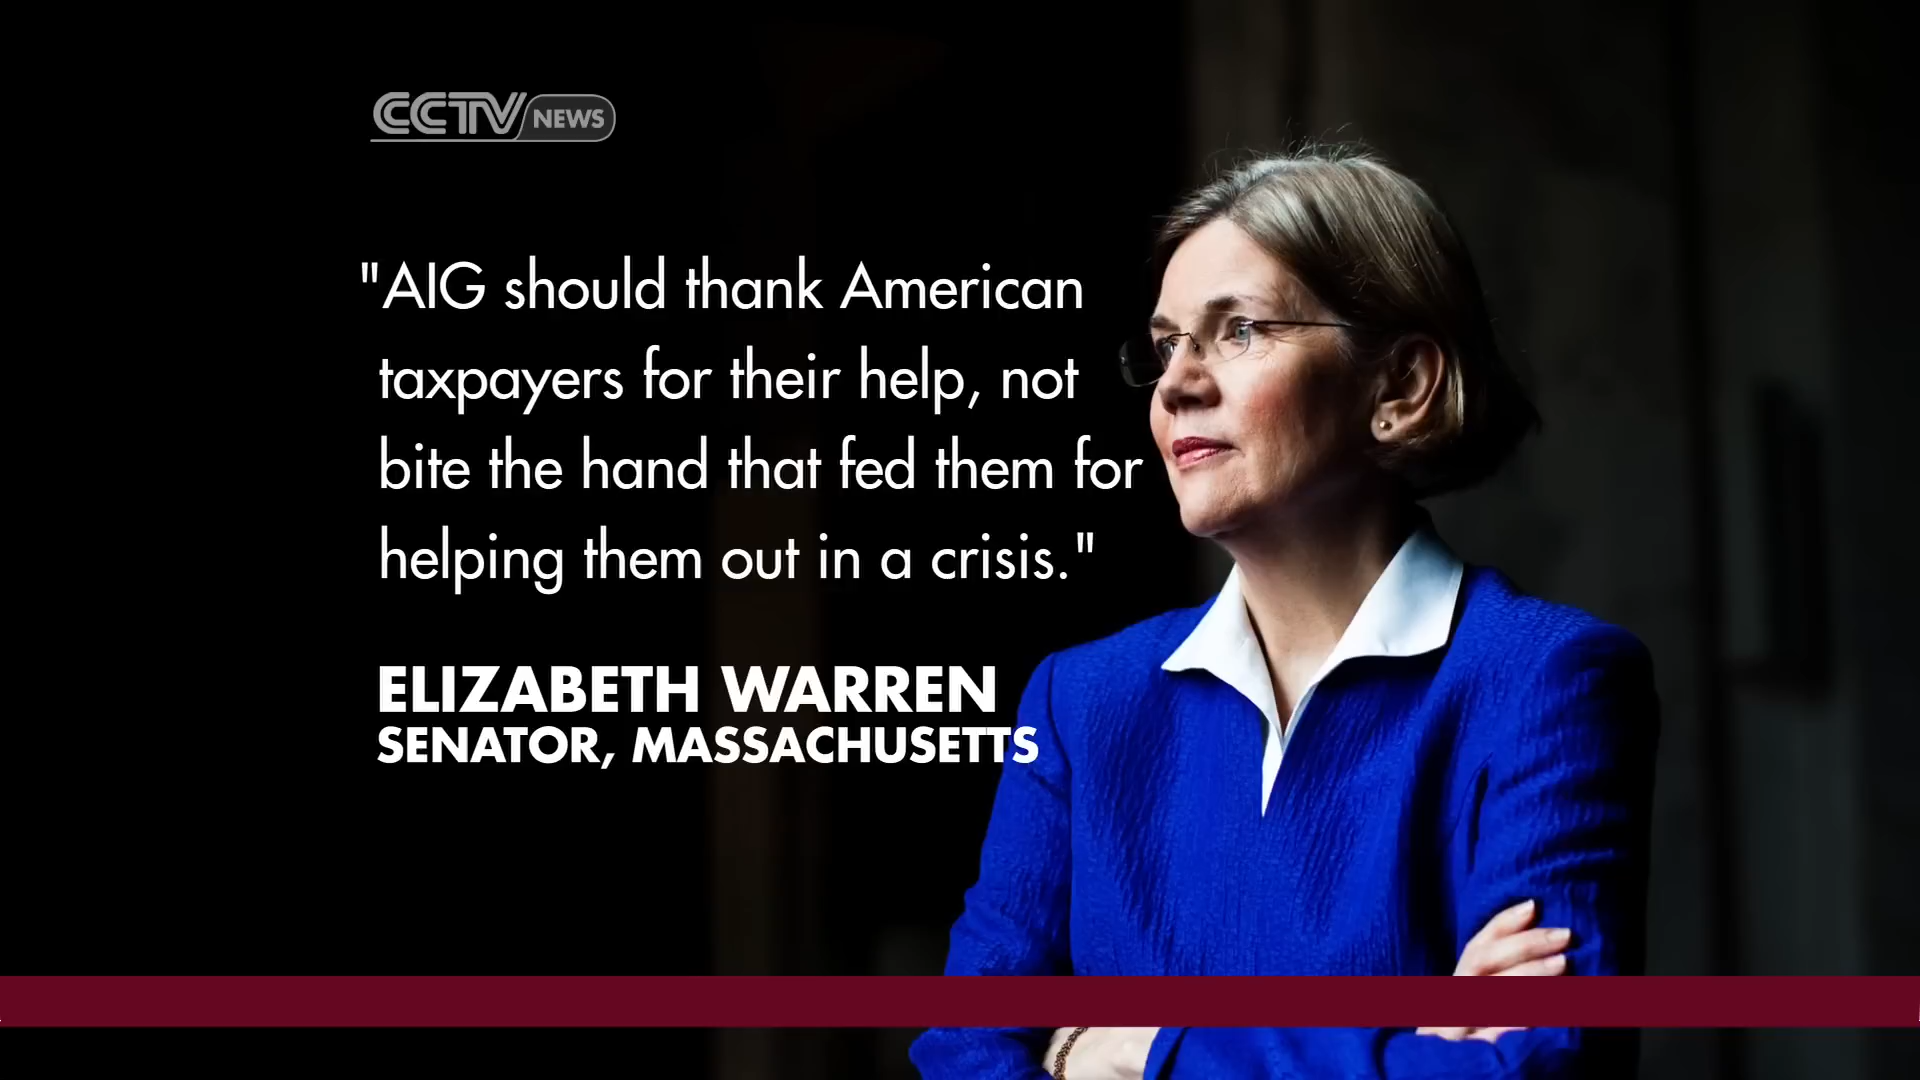 CCTV NEWS
"AIG should thank American
taxpayers for their help, not
bite the hand that fed them for
helping them out in a crisis."
ELIZABETH WARREN
SENATOR, MASSACHUSETTS